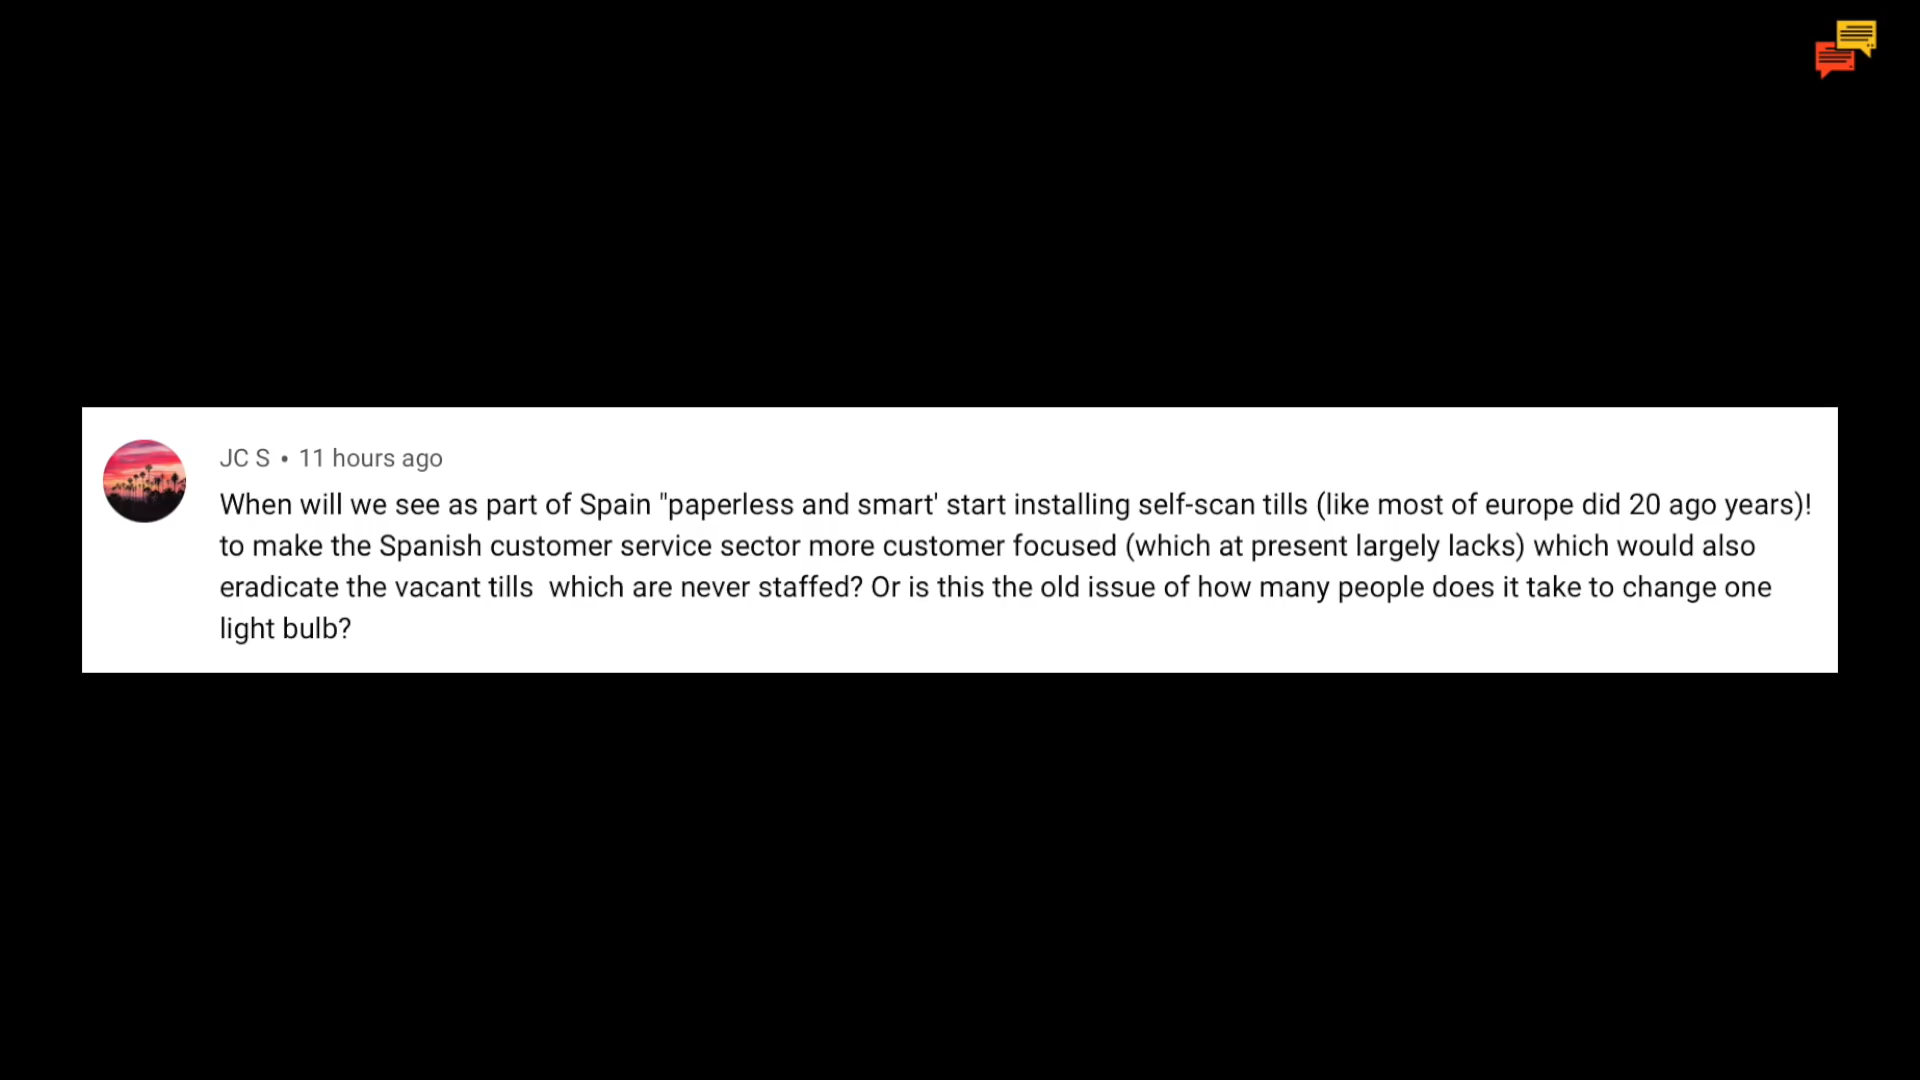 JC S • 11 hours ago
When will we see as part of Spain "paperless and smart' start installing self-scan tills (like most of europe did 20 ago years)!
to make the Spanish customer service sector more customer focused (which at present largely lacks) which would also
eradicate the vacant tills  which are never staffed? Or is this the old issue of how many people does it take to change one
light bulb?